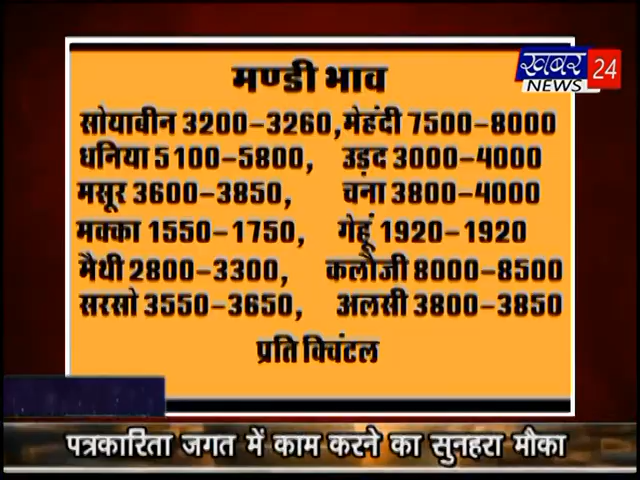 खबर 24
NEWS
मण्डी भाव
सोयावीन 3200-3260, मेहंदी 7500-8000
धनिया 5100-5800, उड़द 3000-4000
मसूर 3600-3850, चना 3800-4000
मक्का 1550-1750, गेहूं 1920-1920
मैथी 2800-3300, कलौजी 8000-8500
सरसो 3550-3650, अलसी 3800-3850
प्रति क्विंटल
पत्रकारिता जगत में काम करने का सुनहरा मौका